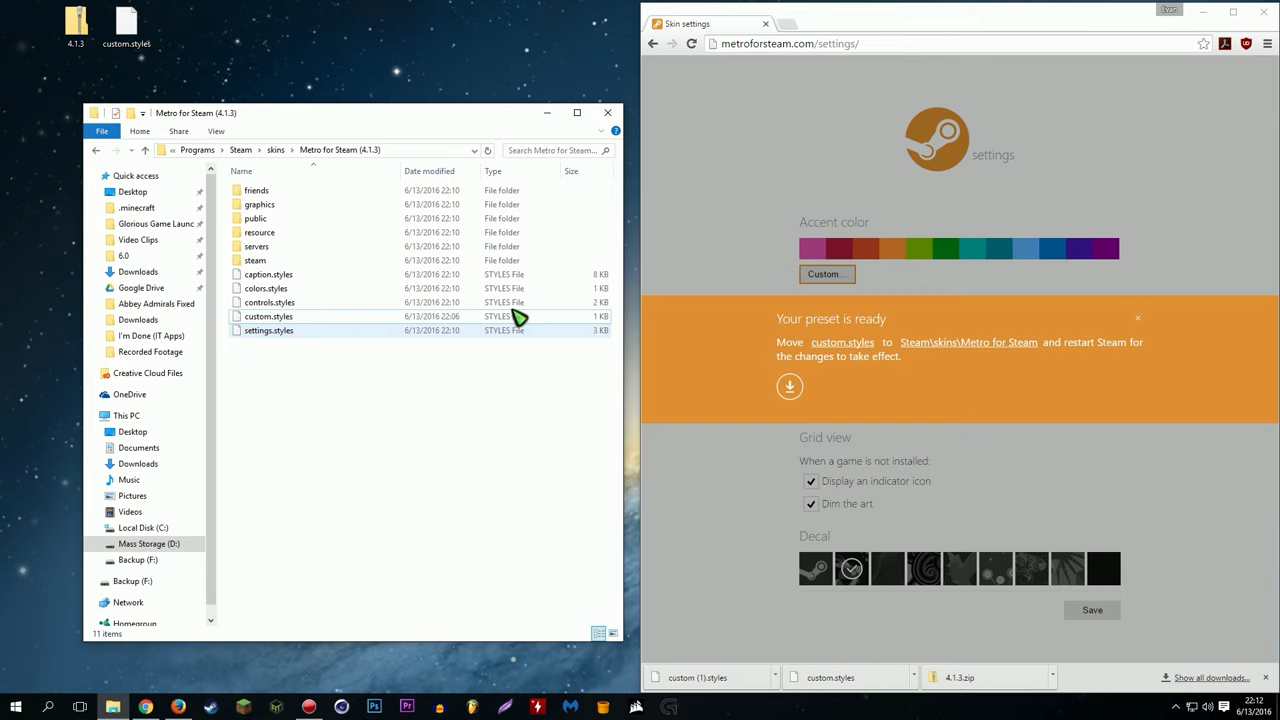 4.1.3
custom.styles
Metro for Steam (4.1.3)
File
Home
Share
View
Programs
Steam
skins
Metro for Steam (4.1.3)
Search Metro for Steam...
Name
Date modified
Type
Size
Quick access
Desktop
.minecraft
Glorious Game Launc
Video Clips
6.0
Downloads
Google Drive
Abbey Admirals Fixed
Downloads
I'm Done (IT Apps)
Recorded Footage
Creative Cloud Files
OneDrive
This PC
Desktop
Documents
Downloads
Music
Pictures
Videos
Local Disk (C:)
Mass Storage (D:)
Backup (F:)
Backup (F:)
Network
Homegroup
friends 6/13/2016 22:10 File folder
graphics 6/13/2016 22:10 File folder
public 6/13/2016 22:10 File folder
resource 6/13/2016 22:10 File folder
servers 6/13/2016 22:10 File folder
steam 6/13/2016 22:10 File folder
caption.styles 6/13/2016 22:10 STYLES File 8 KB
colors.styles 6/13/2016 22:10 STYLES File 1 KB
controls.styles 6/13/2016 22:10 STYLES File 2 KB
custom.styles 6/13/2016 22:06 STYLES 1 KB
settings.styles 6/13/2016 22:10 STYLES File 3 KB
11 items
Evan
Skin settings
metroforsteam.com/settings/
settings
Accent color
Custom...
Your preset is ready
Move custom.styles to Steam\skins\Metro for Steam and restart Steam for
the changes to take effect.
Grid view
When a game is not installed:
Display an indicator icon
Dim the art
Decal
Save
custom (1).styles
custom.styles
4.1.3.zip
Show all downloads...
22:12
6/13/2016